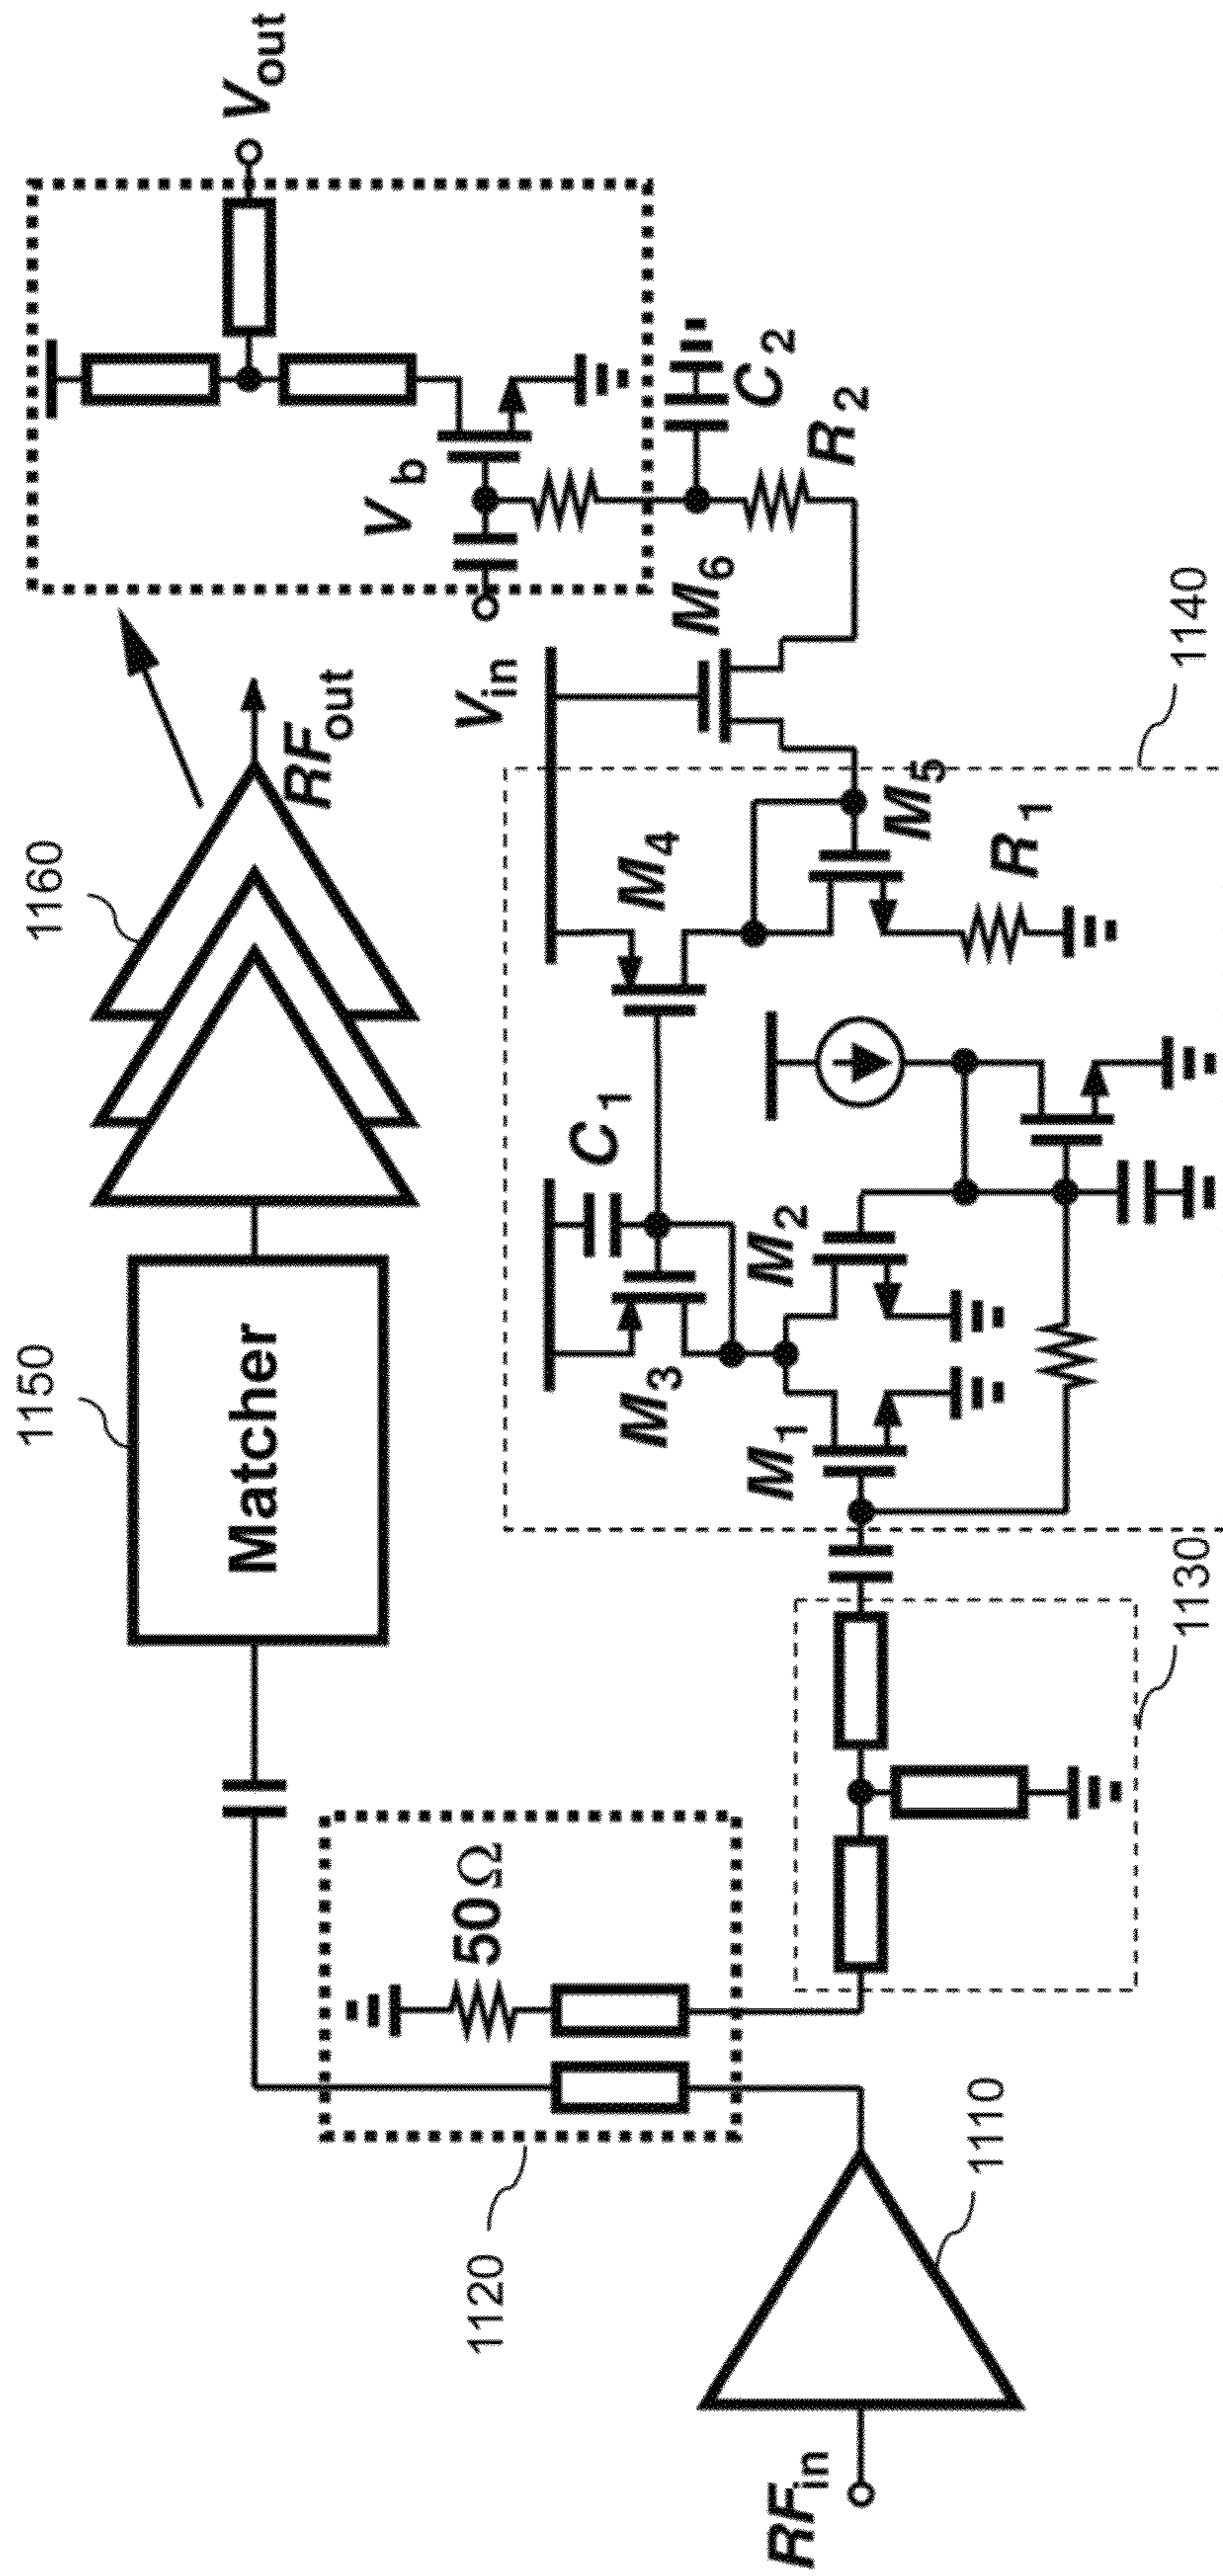 RFin
1110
1120
50Ω
1130
1150
Matcher
1160
RFout
M1
M2
M3
C1
M4
M5
R1
1140
M6
R2
C2
Vin
Vb
Vout